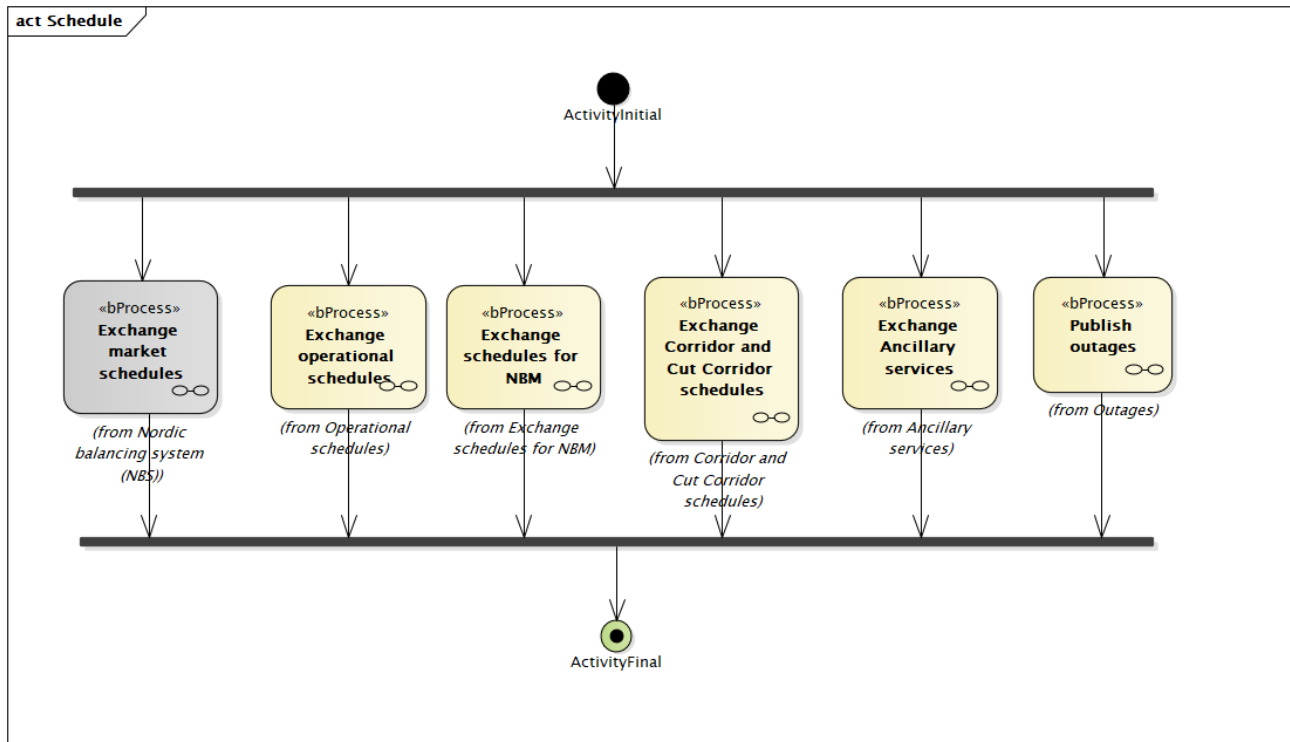 act Schedule
ActivityInitial
«bProcess»
Exchange
market
schedules
(from Nordic
balancing system
(NBS))
«bProcess»
Exchange
operational
schedules
(from Operational
schedules)
«bProcess»
Exchange
schedules for
NBM
(from Exchange
schedules for NBM)
«bProcess»
Exchange
Corridor and
Cut Corridor
schedules
(from Corridor and
Cut Corridor
schedules)
«bProcess»
Exchange
Ancillary
services
(from Ancillary
services)
«bProcess»
Publish
outages
(from Outages)
ActivityFinal